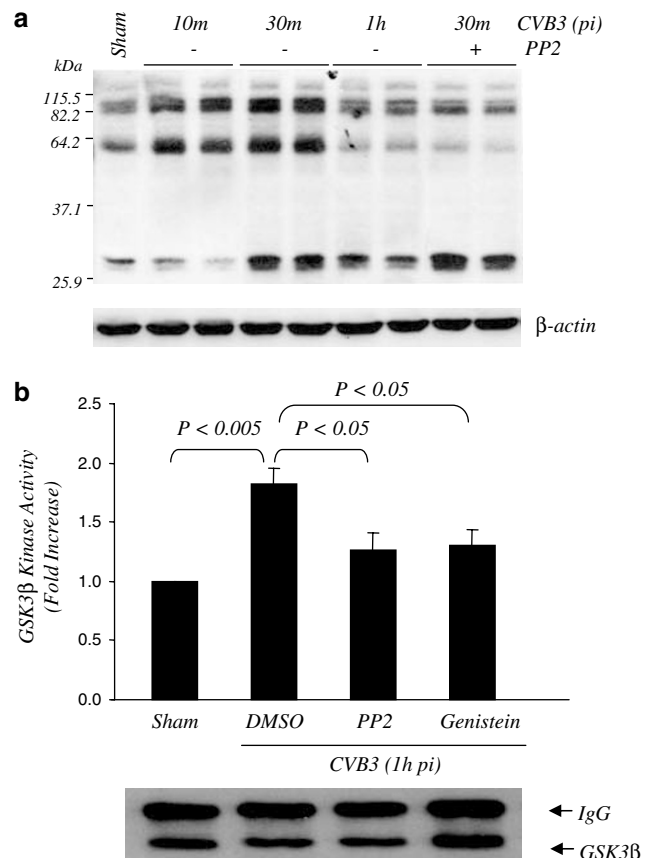 a
Sham 10m 30m 1h 30m CVB3 (pi)
- - - + PP2
kDa
115.5
82.2
64.2
37.1
25.9
β-actin
b
GSK3β Kinase Activity
(Fold Increase)
2.5
2.0
1.5
1.0
0.5
0.0
P < 0.05
P < 0.005 P < 0.05
Sham DMSO PP2 Genistein
CVB3 (1h pi)
IgG
GSK3β